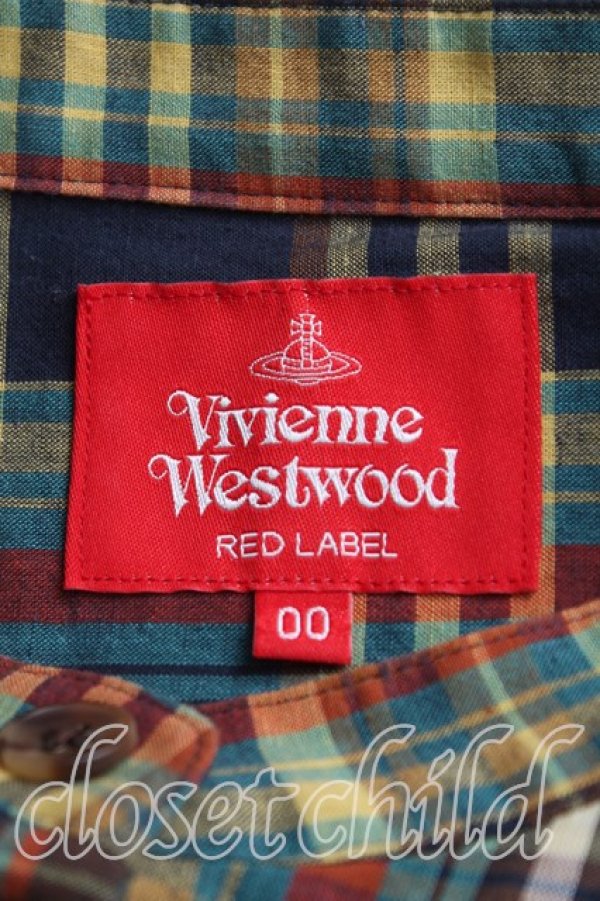 Vivienne
Westwood
RED LABEL
00
closet child